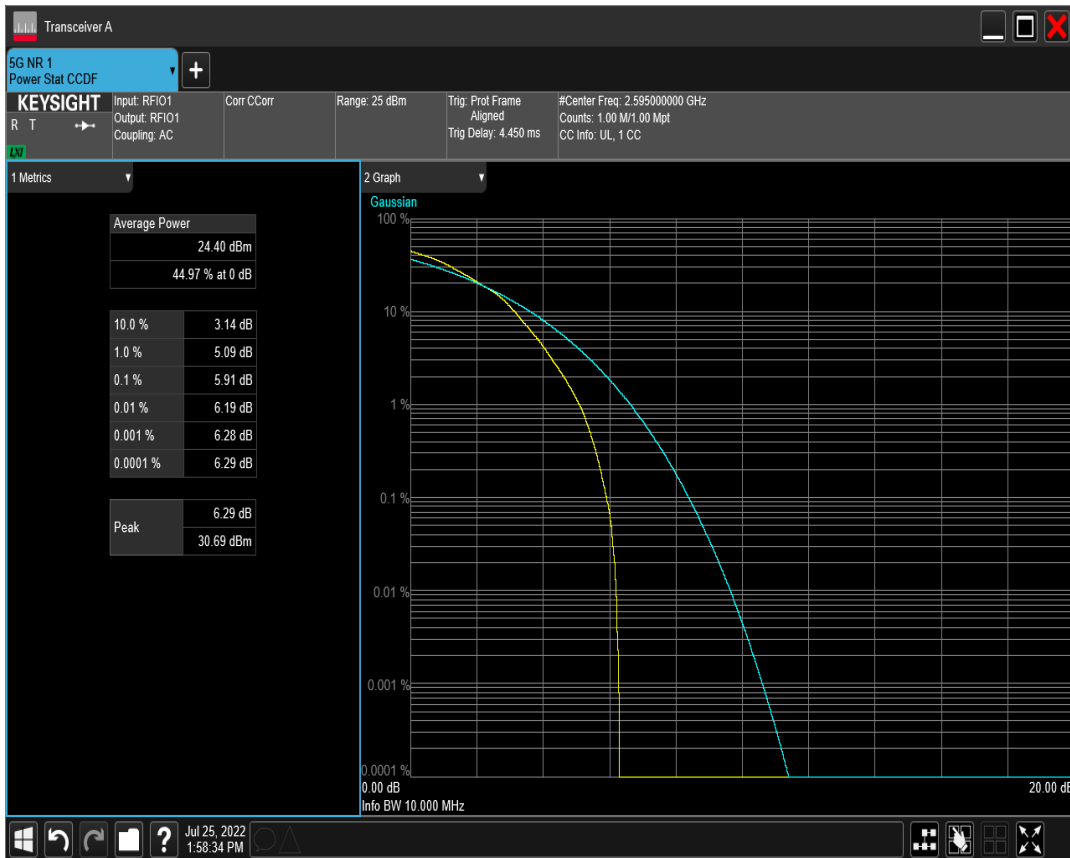 Transceiver A
5G NR 1
Power Stat CCDF
+
KEYSIGHT
R T
LXI
Input: RFIO1
Output: RFIO1
Coupling: AC
Corr CCorr
Range: 25 dBm
Trig: Prot Frame
Aligned
Trig Delay: 4.450 ms
#Center Freq: 2.595000000 GHz
Counts: 1.00 M/1.00 Mpt
CC Info: UL, 1 CC
1 Metrics
Average Power
24.40 dBm
44.97 % at 0 dB
10.0 % 3.14 dB
1.0 % 5.09 dB
0.1 % 5.91 dB
0.01 % 6.19 dB
0.001 % 6.28 dB
0.0001 % 6.29 dB
Peak
6.29 dB
30.69 dBm
2 Graph
Gaussian
100 %
10 %
1 %
0.1 %
0.01 %
0.001 %
0.0001 %
0.00 dB 20.00 dB
Info BW 10.000 MHz
?
Jul 25, 2022
1:58:34 PM